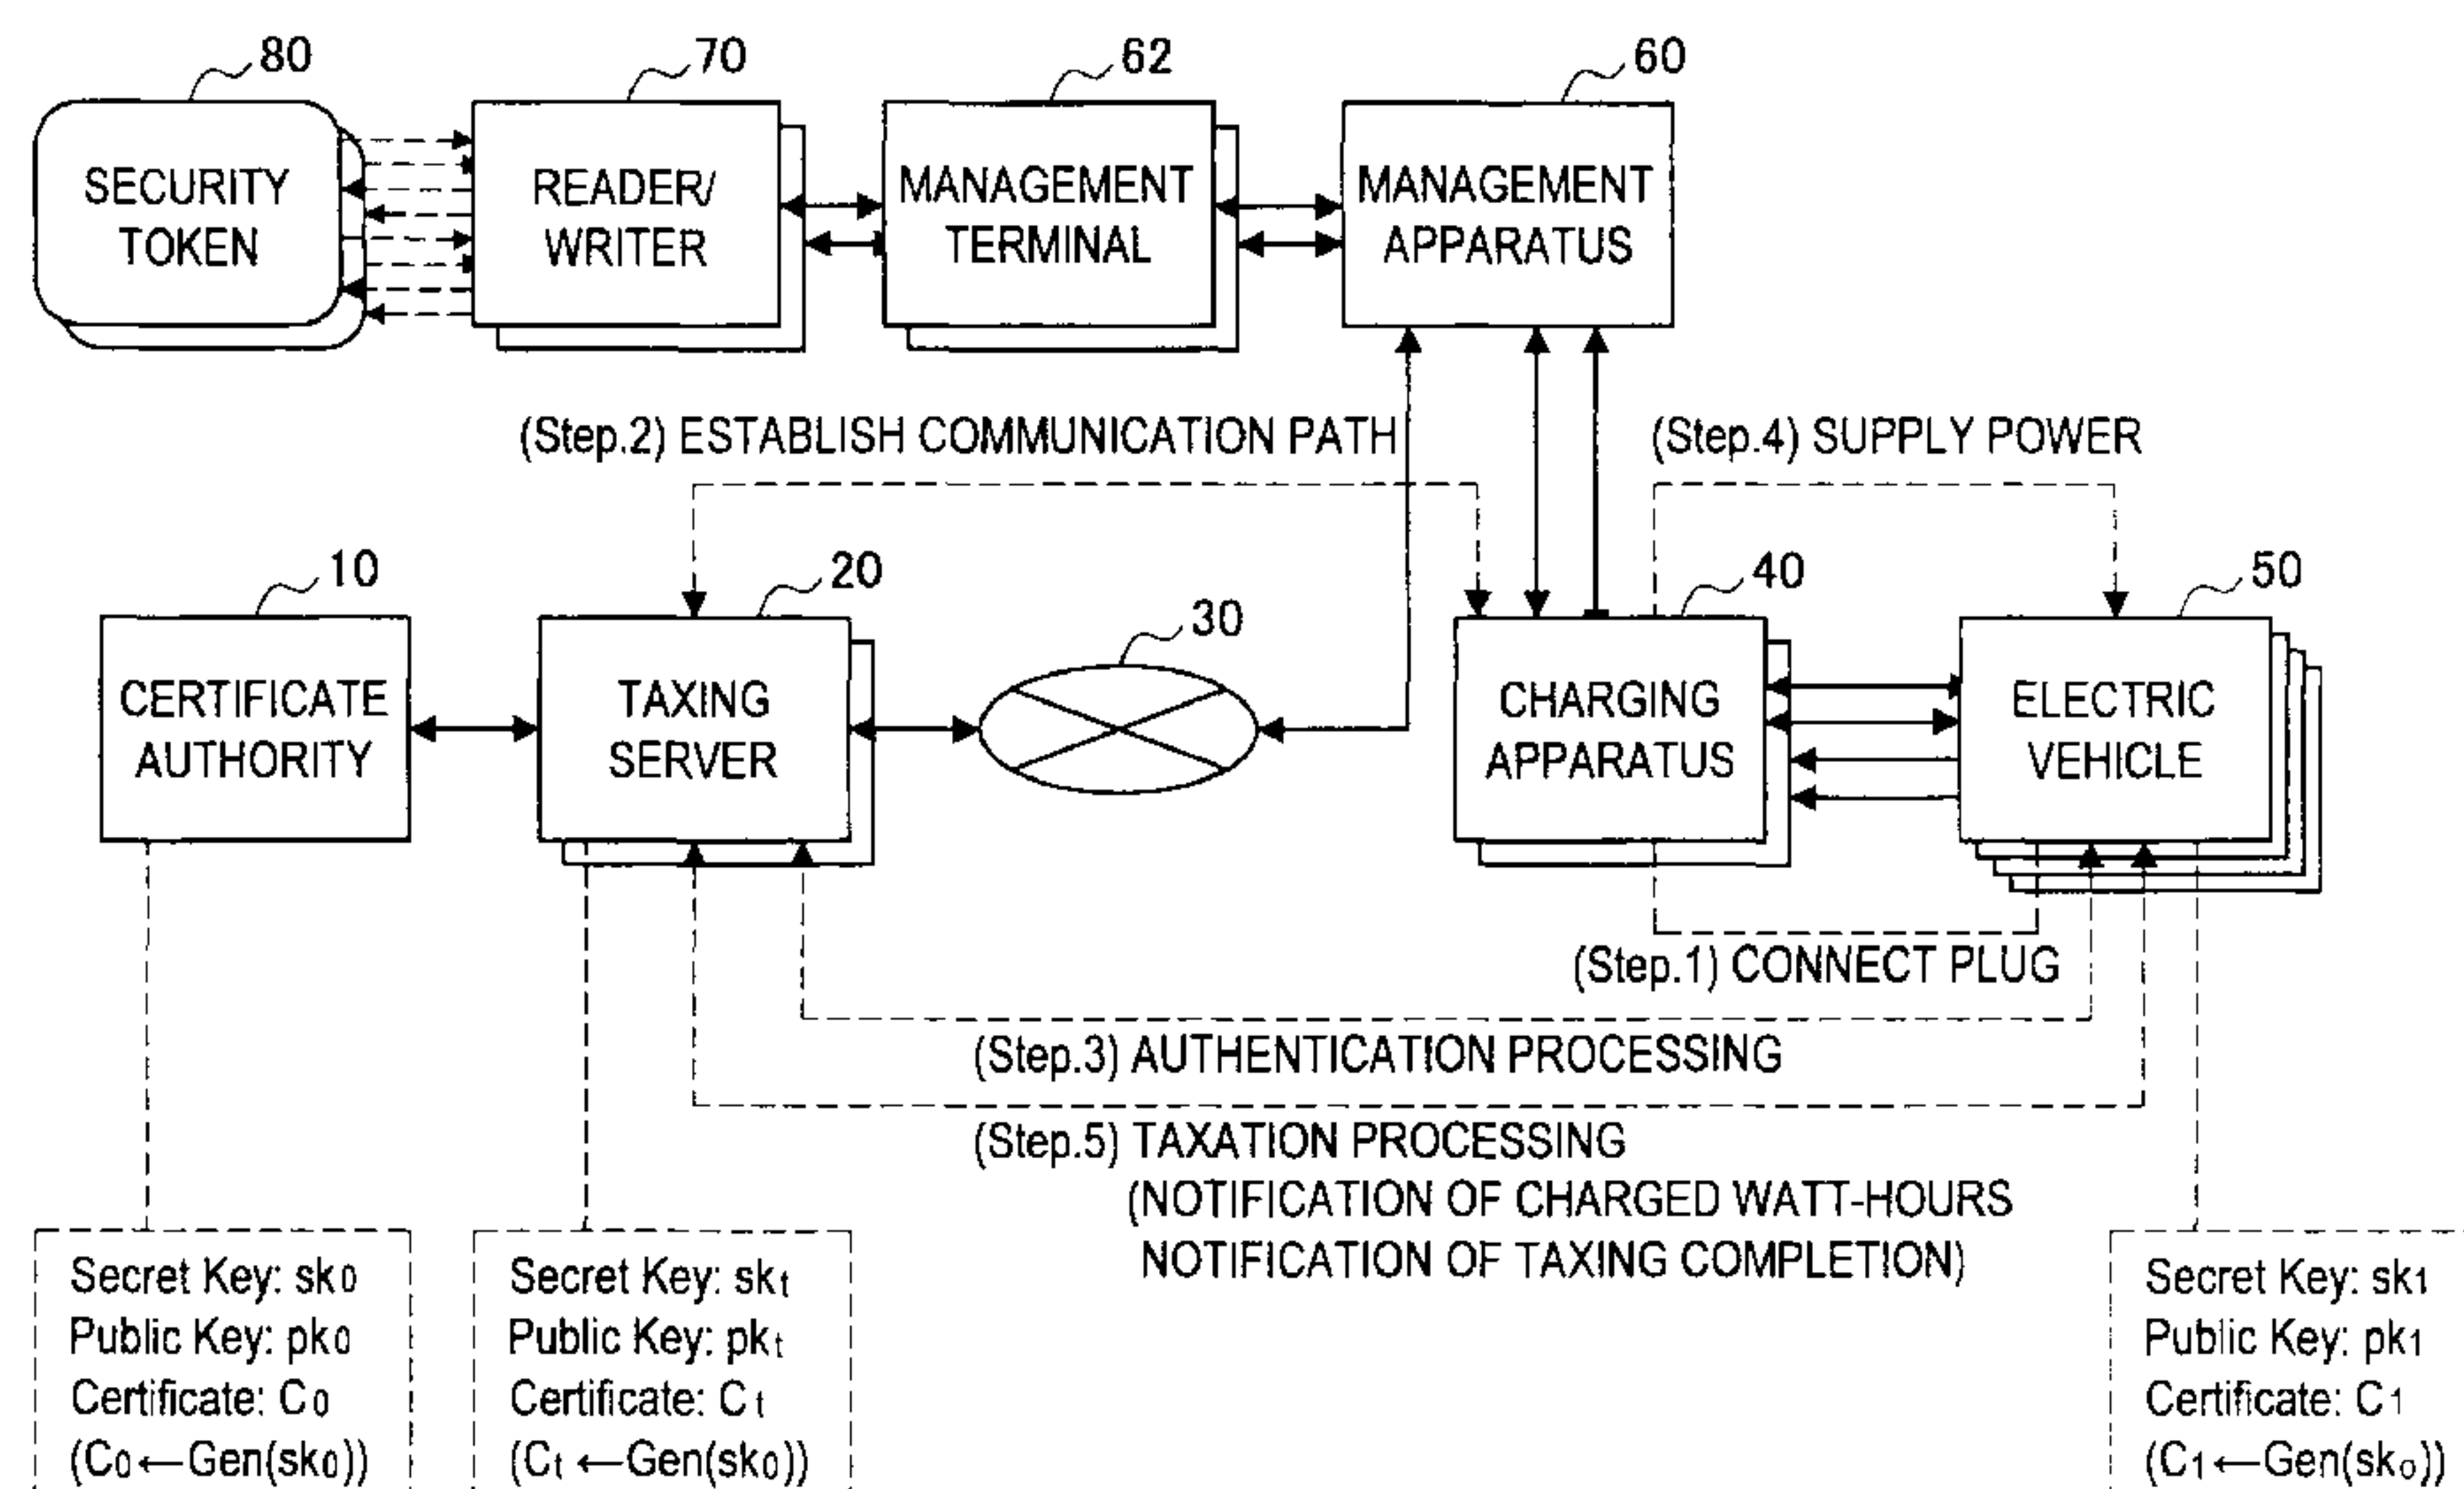 80
70
62
60
SECURITY
TOKEN
READER/
WRITER
MANAGEMENT
TERMINAL
MANAGEMENT
APPARATUS
(Step.2) ESTABLISH COMMUNICATION PATH
(Step.4) SUPPLY POWER
10
20
30
40
50
CERTIFICATE
AUTHORITY
TAXING
SERVER
CHARGING
APPARATUS
ELECTRIC
VEHICLE
(Step.1) CONNECT PLUG
(Step.3) AUTHENTICATION PROCESSING
(Step.5) TAXATION PROCESSING
(NOTIFICATION OF CHARGED WATT-HOURS
NOTIFICATION OF TAXING COMPLETION)
Secret Key: sk0
Public Key: pk0
Certificate: C0
(C0←Gen(sk0))
Secret Key: skt
Public Key: pkt
Certificate: Ct
(Ct←Gen(sk0))
Secret Key: sk1
Public Key: pk1
Certificate: C1
(C1←Gen(sk0))